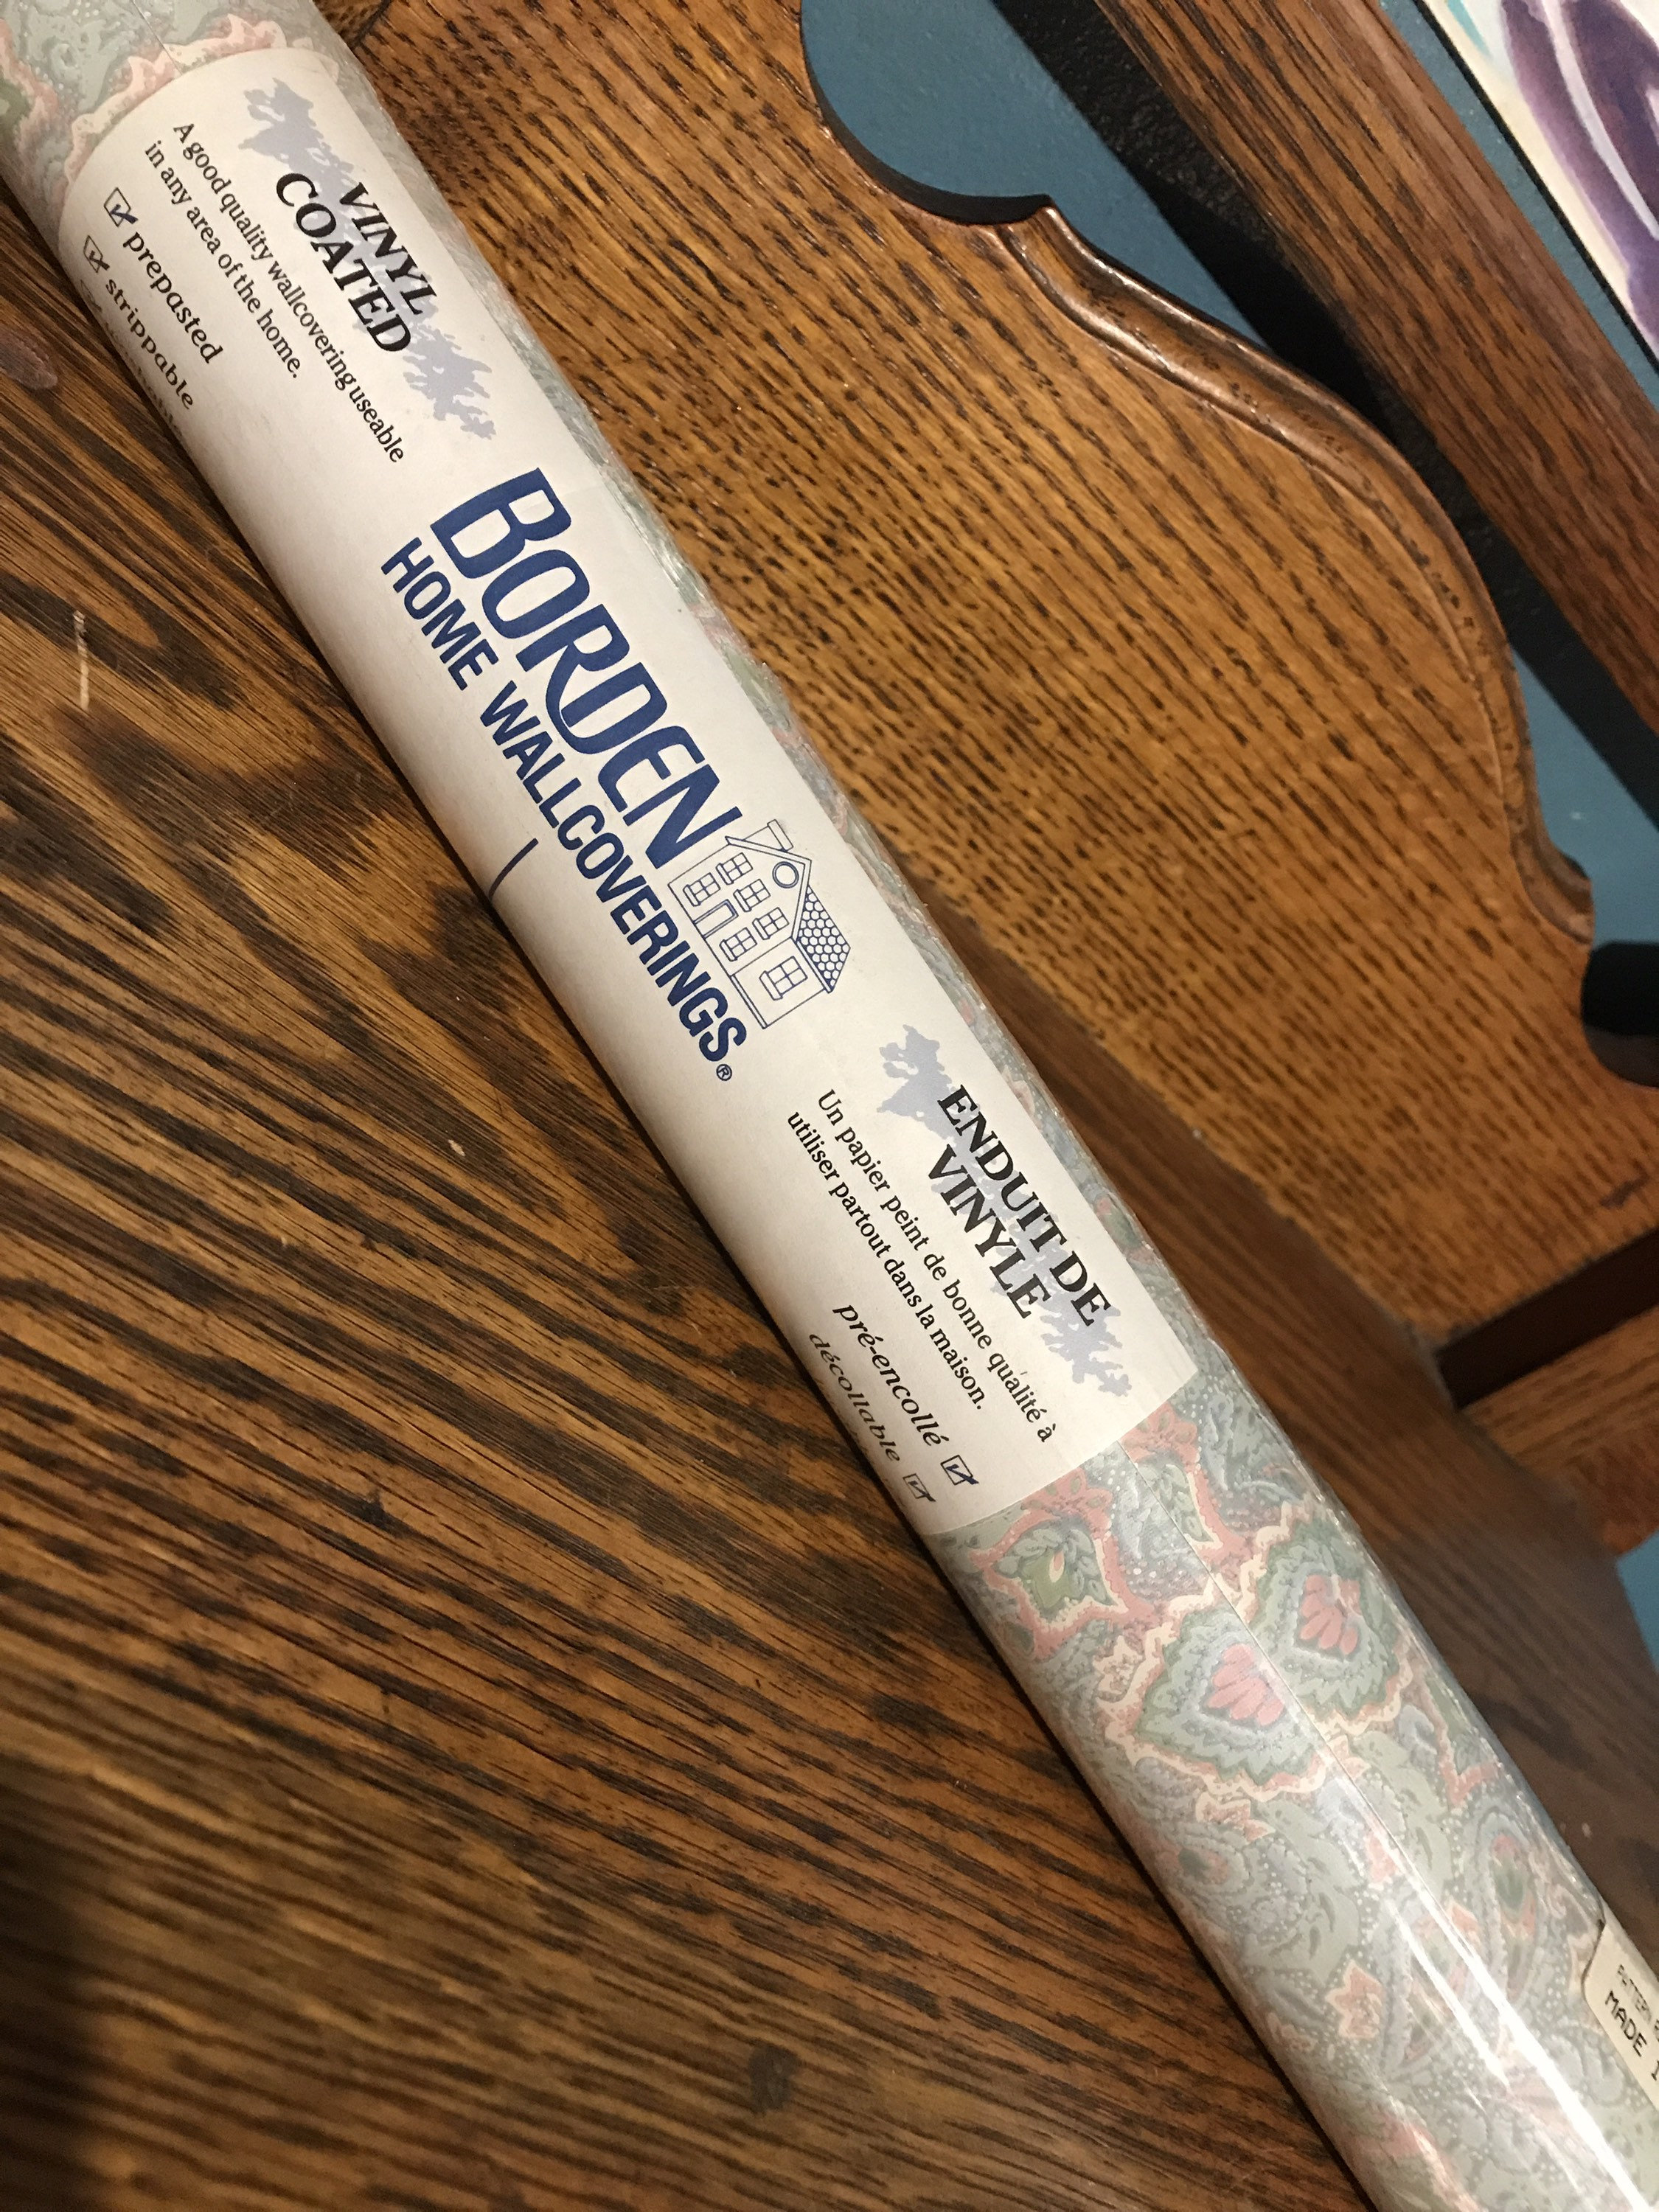 VINYL
COATED
A good quality wallcovering useable
in any area of the home.
prepasted
strippable
BORDEN
HOME WALLCOVERINGS®
ENDUIT DE
VINYLE
Un papier peint de bonne qualité à
utiliser partout dans la maison.
pré-encollé
décollable
PATTERN
MADE